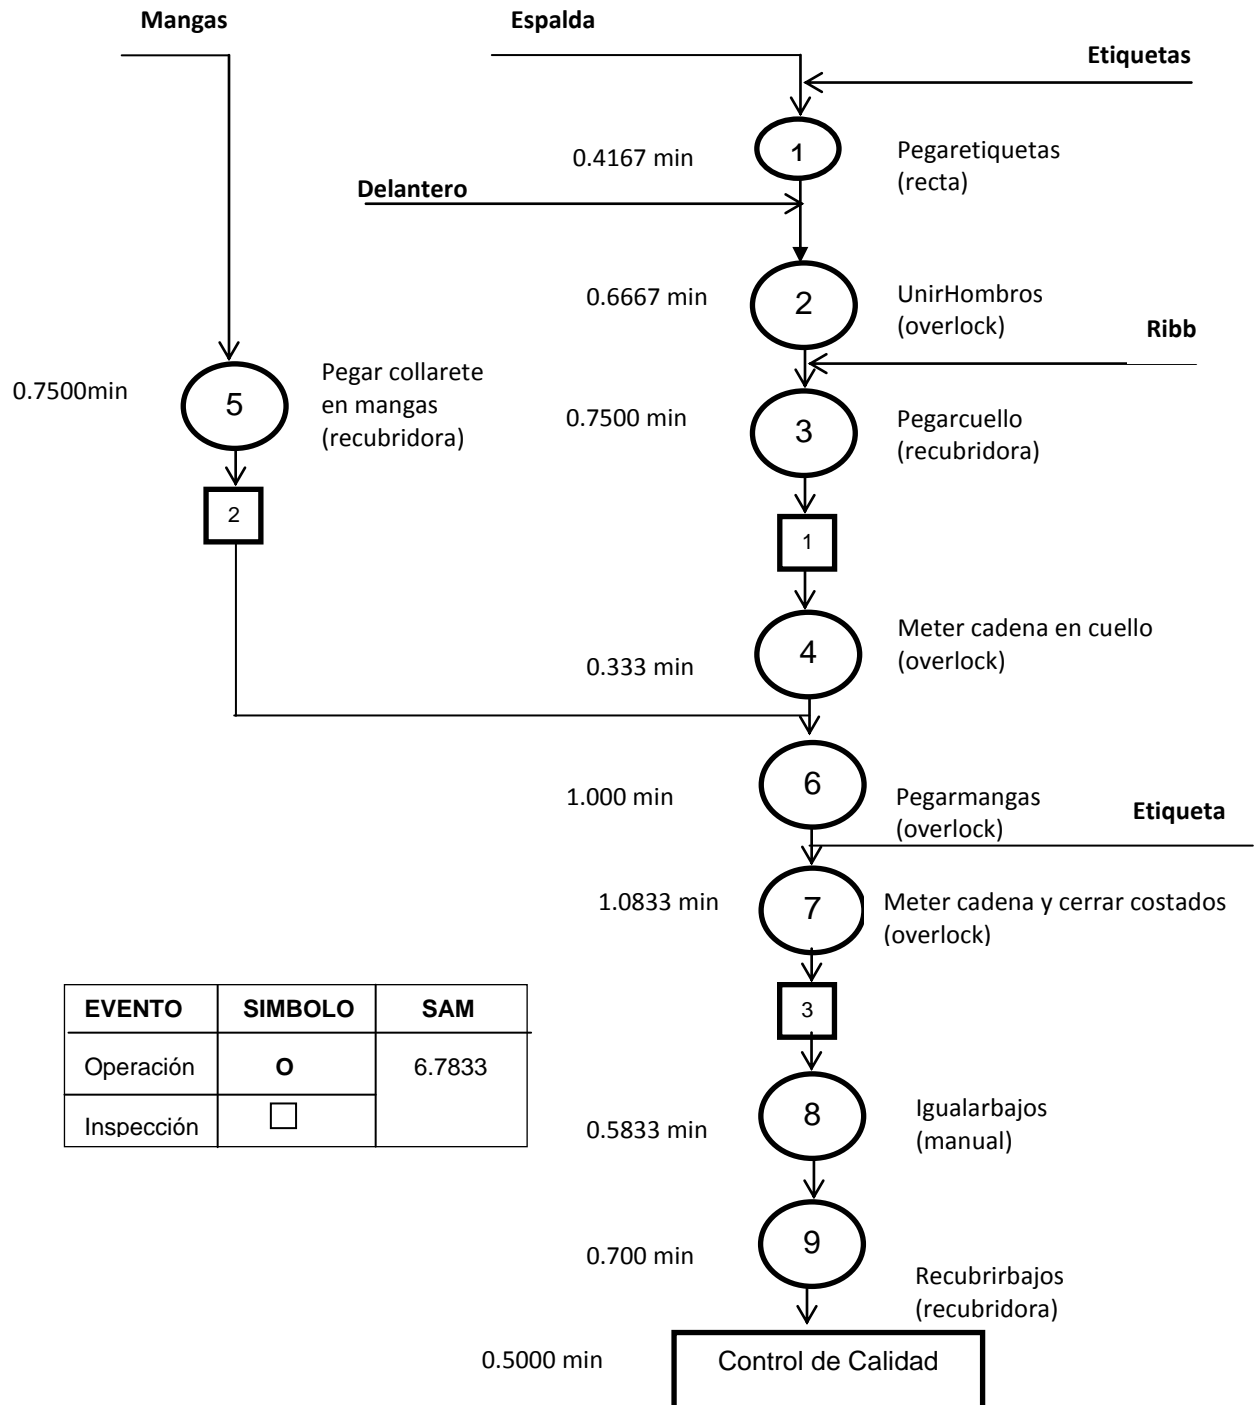 Mangas
Espalda
Etiquetas
1
0.4167 min
Pegaretiquetas
(recta)
Delantero
2
0.6667 min
UnirHombros
(overlock)
Ribb
0.7500min
5
Pegar collarete
en mangas
(recubridora)
0.7500 min
3
Pegarcuello
(recubridora)
2
1
4
Meter cadena en cuello
(overlock)
0.333 min
6
1.000 min
Pegarmangas
(overlock)
Etiqueta
1.0833 min
7
Meter cadena y cerrar costados
(overlock)
EVENTO SIMBOLO SAM
Operación O 6.7833
Inspección
3
8
0.5833 min
Igualarbajos
(manual)
9
0.700 min
Recubrirbajos
(recubridora)
0.5000 min
Control de Calidad